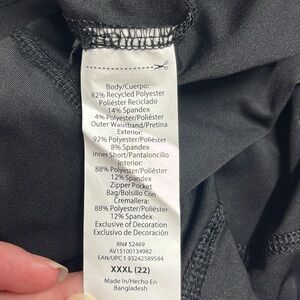 Body/Cuerpo:
82% Recycled Polyester
Poliéster Reciclado
14% Spandex
4% Polyester/Poliéster
Outer Waistband/Pretina
Exterior:
92% Polyester/Poliéster
8% Spandex
Inner Short/Pantaloncillo
Interior:
88% Polyester/Poliéster
12% Spandex
Zipper Pocket
Bag/Bolsillo Con
Cremallera:
88% Polyester/Poliéster
12% Spandex
Exclusive of Decoration
Exclusivo de Decoración
RN# 52469
AV15100134982
EAN/UPC 193242589584
XXXL (22)
Made In/Hecho En
Bangladesh